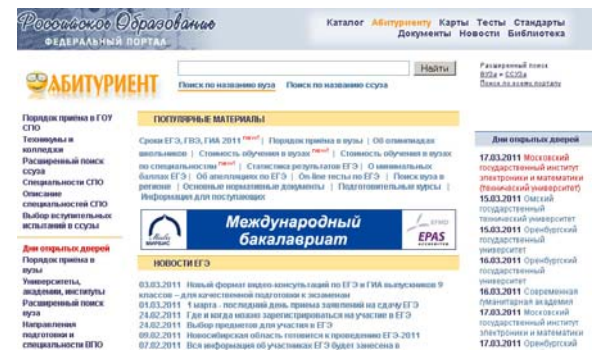 Российское Образование
ФЕДЕРАЛЬНЫЙ ПОРТАЛ
Каталог Абитуриенту Карты Тесты Стандарты
Документы Новости Библиотека
АБИТУРИЕНТ
Найти
Поиск по названию вуза Поиск по названию ссуза
Расширенный поиск
ВУЗа • ССУЗа
Поиск по всему порталу
Порядок приёма в ГОУ
СПО
Техникумы и
колледжи
Расширенный поиск
ссуза
Специальности СПО
Описание
специальностей СПО
Выбор вступительных
испытаний в ссузы
Дни открытых дверей
Порядок приёма в
вузы
Университеты,
академии, институты
Расширенный поиск
вуза
Направления
подготовки и
специальности ВПО
ПОПУЛЯРНЫЕ МАТЕРИАЛЫ
Сроки ЕГЭ, ГВЭ, ГИА 2011 new! | Порядок приёма в вузы | Об олимпиадах
школьников | Стоимость обучения в вузах new! | Стоимость обучения в вузах
по специальностям new! | Статистика результатов ЕГЭ | О минимальных
баллах ЕГЭ | Об апелляциях по ЕГЭ | On-line тесты по ЕГЭ | Поиск вуза в
регионе | Основные нормативные документы | Подготовительные курсы |
Информация для поступающих
МИРБИС
Международный
бакалавриат
EFMD
EPAS
НОВОСТИ ЕГЭ
03.03.2011 Новый формат видео-консультаций по ЕГЭ и ГИА выпускников 9
классов – для качественной подготовки к экзаменам
01.03.2011 1 марта - последний день приема заявлений на сдачу ЕГЭ
24.02.2011 Где и когда можно зарегистрироваться на участие в ЕГЭ
24.02.2011 Выбор предметов для участия в ЕГЭ
09.02.2011 Новосибирская область готовится к проведению ЕГЭ-2011
07.02.2011 Вся информация об участниках ЕГЭ будет занесена в
Дни открытых дверей
17.03.2011 Московский
государственный институт
электроники и математики
(технический университет)
15.03.2011 Омский
государственный
технический университет
15.03.2011 Оренбургский
государственный
университет
16.03.2011 Оренбургский
государственный
университет
16.03.2011 Современная
гуманитарная академия
17.03.2011 Московский
государственный институт
электроники и математики
17.03.2011 Оренбургский